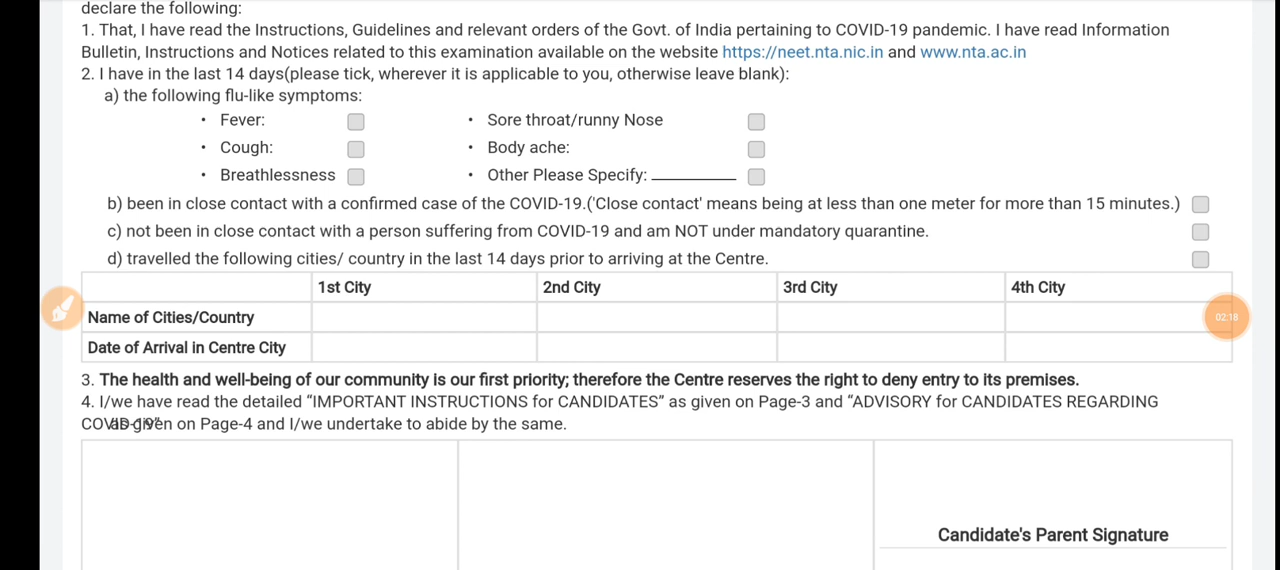 declare the following:
1. That, I have read the Instructions, Guidelines and relevant orders of the Govt. of India pertaining to COVID-19 pandemic. I have read Information
Bulletin, Instructions and Notices related to this examination available on the website https://neet.nta.nic.in and www.nta.ac.in
2. I have in the last 14 days(please tick, wherever it is applicable to you, otherwise leave blank):
a) the following flu-like symptoms:
• Fever: • Sore throat/runny Nose
• Cough: • Body ache:
• Breathlessness • Other Please Specify: ________
b) been in close contact with a confirmed case of the COVID-19.('Close contact' means being at less than one meter for more than 15 minutes.)
c) not been in close contact with a person suffering from COVID-19 and am NOT under mandatory quarantine.
d) travelled the following cities/ country in the last 14 days prior to arriving at the Centre.
1st City 2nd City 3rd City 4th City
Name of Cities/Country
02:18
Date of Arrival in Centre City
3. The health and well-being of our community is our first priority; therefore the Centre reserves the right to deny entry to its premises.
4. I/we have read the detailed “IMPORTANT INSTRUCTIONS for CANDIDATES” as given on Page-3 and “ADVISORY for CANDIDATES REGARDING
COVID-19” as given on Page-4 and I/we undertake to abide by the same.
Candidate's Parent Signature